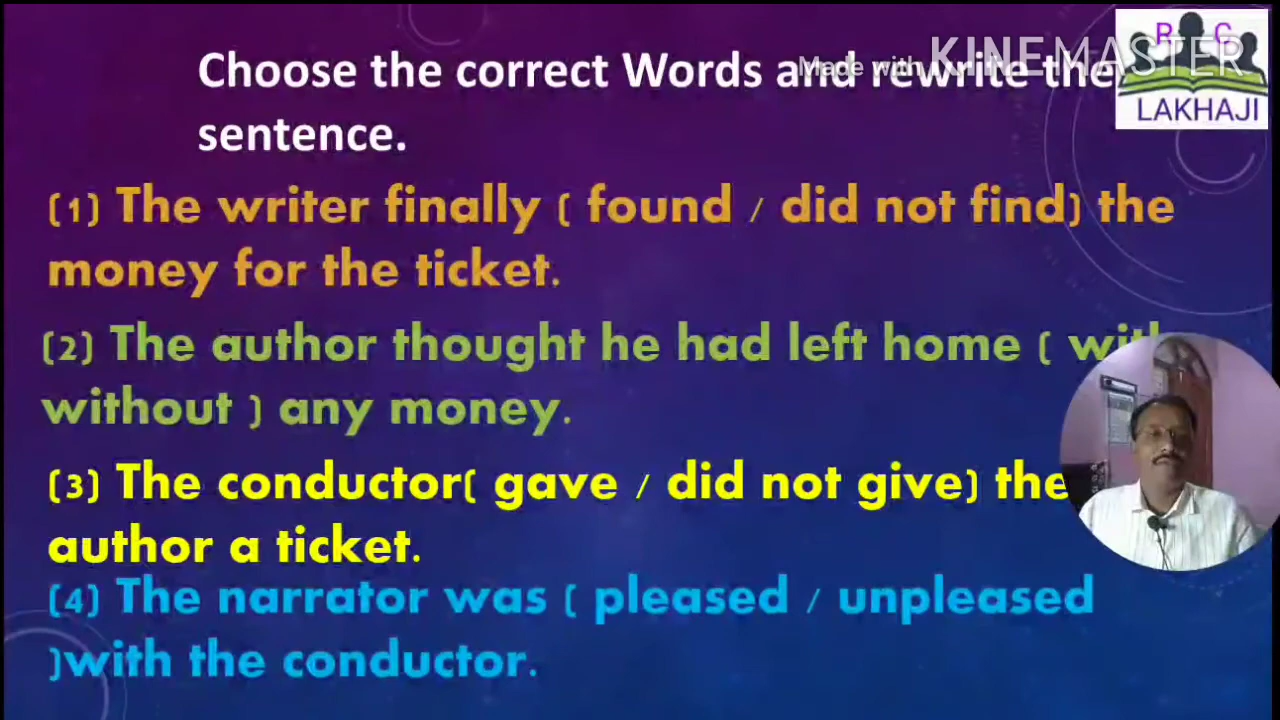 Made with KINEMASTER
R C
LAKHAJI
Choose the correct Words and rewrite the
sentence.
(1) The writer finally ( found / did not find) the
money for the ticket.
(2) The author thought he had left home ( with
without ) any money.
(3) The conductor( gave / did not give) the
author a ticket.
(4) The narrator was ( pleased / unpleased
)with the conductor.